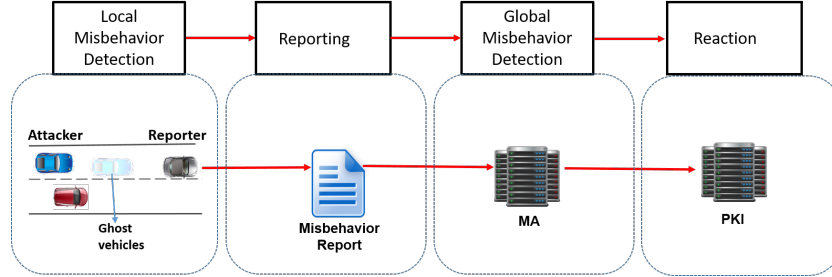 Local
Misbehavior
Detection
Reporting
Global
Misbehavior
Detection
Reaction
Attacker
Reporter
Ghost
vehicles
Misbehavior
Report
MA
PKI